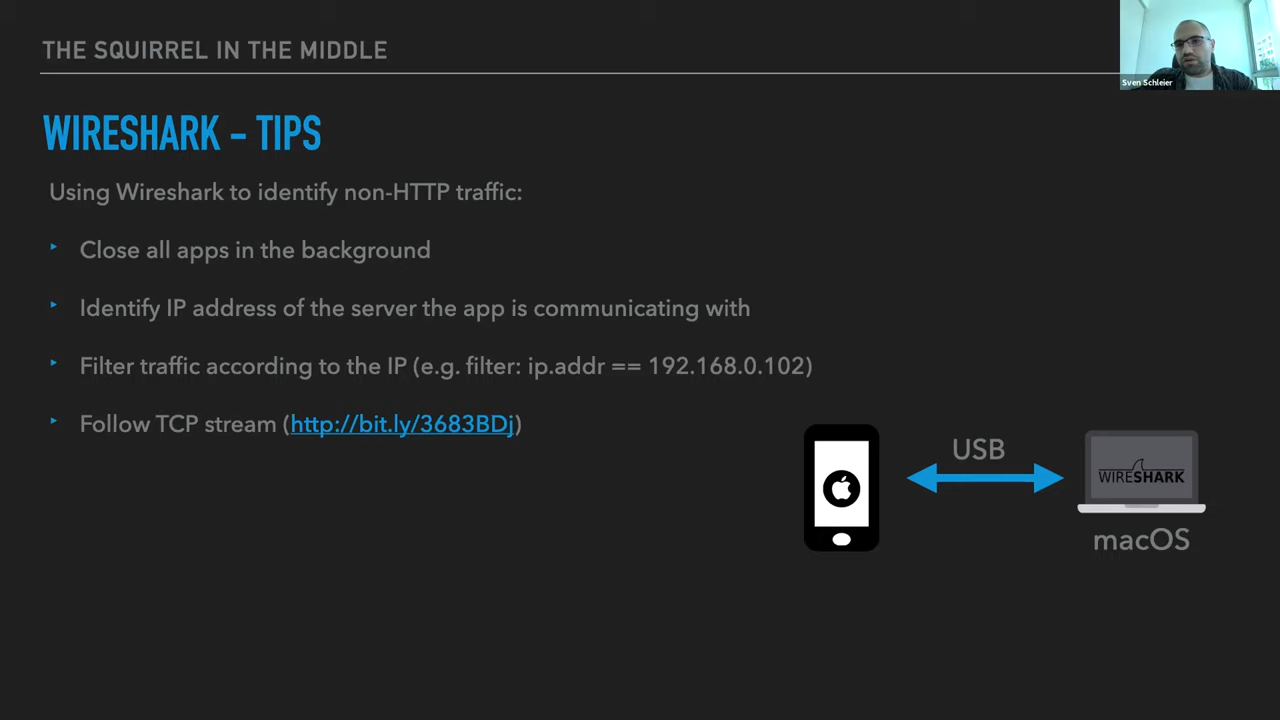 THE SQUIRREL IN THE MIDDLE
Sven Schleier
WIRESHARK – TIPS
Using Wireshark to identify non-HTTP traffic:
‣ Close all apps in the background
‣ Identify IP address of the server the app is communicating with
‣ Filter traffic according to the IP (e.g. filter: ip.addr == 192.168.0.102)
‣ Follow TCP stream (http://bit.ly/3683BDj)
USB
WIRESHARK
macOS